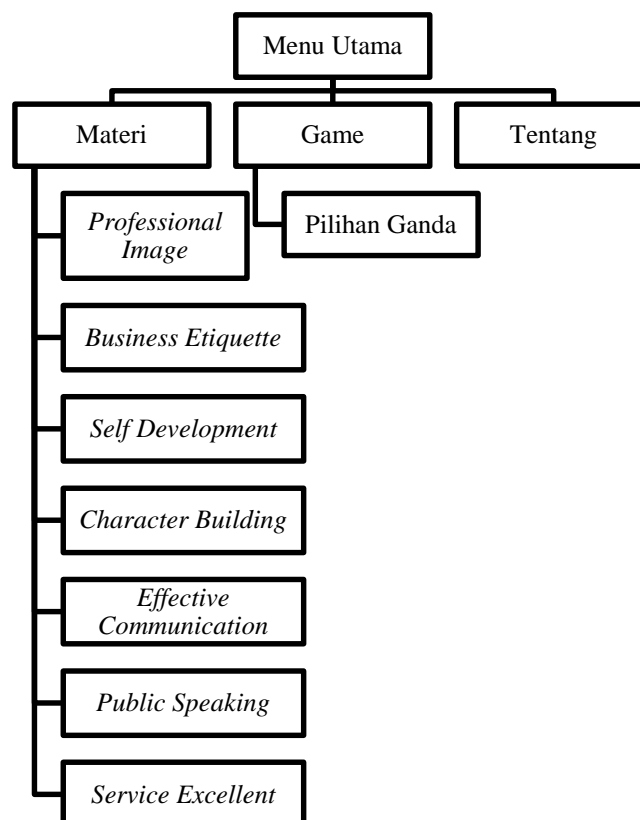 Menu Utama
Materi
Game
Tentang
Professional
Image
Pilihan Ganda
Business Etiquette
Self Development
Character Building
Effective
Communication
Public Speaking
Service Excellent